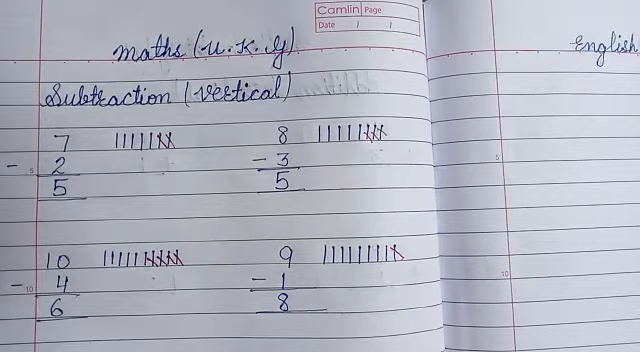 Camlin Page
Date / /
Maths (U.K.G)
English
Subtraction (Vertical)
7 8
- 2 - 3
5 5
10 9
- 4 - 1
6 8